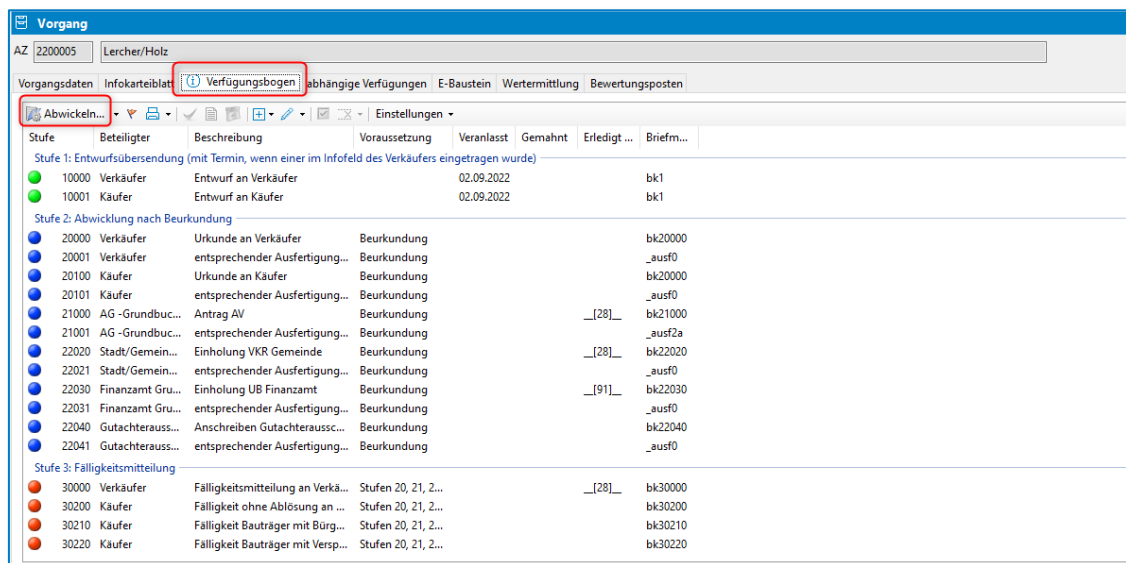 Vorgang
AZ 2200005 Lercher/Holz
Vorgangsdaten Infokarteiblatt Verfügungsbogen abhängige Verfügungen E-Baustein Wertermittlung Bewertungsposten
Abwickeln... Einstellungen
Stufe Beteiligter Beschreibung Voraussetzung Veranlasst Gemahnt Erledigt ... Briefm...
Stufe 1: Entwurfsübersendung (mit Termin, wenn einer im Infofeld des Verkäufers eingetragen wurde)
10000 Verkäufer Entwurf an Verkäufer 02.09.2022 bk1
10001 Käufer Entwurf an Käufer 02.09.2022 bk1
Stufe 2: Abwicklung nach Beurkundung
20000 Verkäufer Urkunde an Verkäufer Beurkundung bk20000
20001 Verkäufer entsprechender Ausfertigung... Beurkundung _ausf0
20100 Käufer Urkunde an Käufer Beurkundung bk20000
20101 Käufer entsprechender Ausfertigung... Beurkundung _ausf0
21000 AG -Grundbuc... Antrag AV Beurkundung __[28]__ bk21000
21001 AG -Grundbuc... entsprechender Ausfertigung... Beurkundung _ausf2a
22020 Stadt/Gemein... Einholung VKR Gemeinde Beurkundung __[28]__ bk22020
22021 Stadt/Gemein... entsprechender Ausfertigung... Beurkundung _ausf0
22030 Finanzamt Gru... Einholung UB Finanzamt Beurkundung __[91]__ bk22030
22031 Finanzamt Gru... entsprechender Ausfertigung... Beurkundung _ausf0
22040 Gutachterauss... Anschreiben Gutachteraussc... Beurkundung bk22040
22041 Gutachterauss... entsprechender Ausfertigung... Beurkundung _ausf0
Stufe 3: Fälligkeitsmitteilung
30000 Verkäufer Fälligkeitsmitteilung an Verkä... Stufen 20, 21, 2... __[28]__ bk30000
30200 Käufer Fälligkeit ohne Ablösung an ... Stufen 20, 21, 2... bk30200
30210 Käufer Fälligkeit Bauträger mit Bürg... Stufen 20, 21, 2... bk30210
30220 Käufer Fälligkeit Bauträger mit Versp... Stufen 20, 21, 2... bk30220